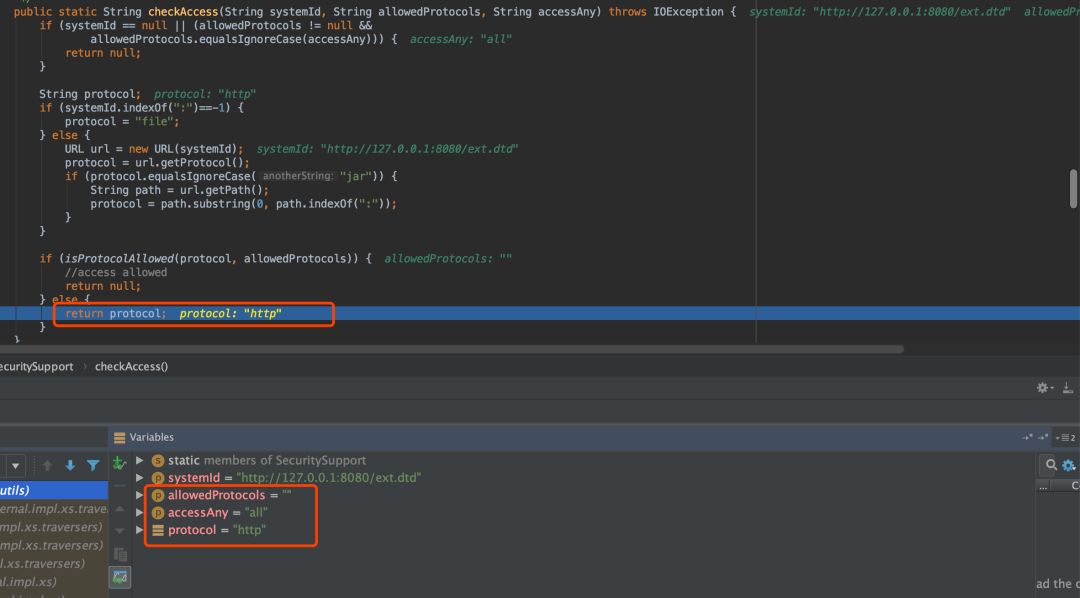 public static String checkAccess(String systemId, String allowedProtocols, String accessAny) throws IOException { systemId: "http://127.0.0.1:8080/ext.dtd" allowedPr
if (systemId == null || (allowedProtocols != null &&
allowedProtocols.equalsIgnoreCase(accessAny))) { accessAny: "all"
return null;
}
String protocol; protocol: "http"
if (systemId.indexOf(":")==-1) {
protocol = "file";
} else {
URL url = new URL(systemId); systemId: "http://127.0.0.1:8080/ext.dtd"
protocol = url.getProtocol();
if (protocol.equalsIgnoreCase( anotherString: "jar")) {
String path = url.getPath();
protocol = path.substring(0, path.indexOf(":"));
}
}
if (isProtocolAllowed(protocol, allowedProtocols)) { allowedProtocols: ""
//access allowed
return null;
} else {
return protocol; protocol: "http"
}
}
ecuritySupport › checkAccess()
Variables
2
static members of SecuritySupport
systemId = "http://127.0.0.1:8080/ext.dtd"
utils)
allowedProtocols = ""
ernal.impl.xs.trave
accessAny = "all"
mpl.xs.traversers)
protocol = "http"
mpl.xs.traversers)
l.xs.traversers)
al.impl.xs)
... C
ad the c